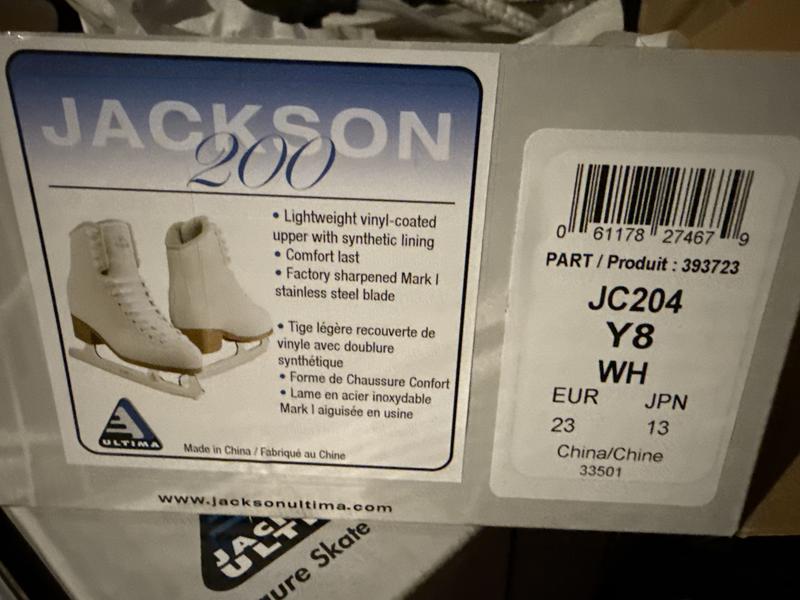 JACKSON
200
• Lightweight vinyl-coated
upper with synthetic lining
• Comfort last
• Factory sharpened Mark I
stainless steel blade
• Tige légère recouverte de
vinyle avec doublure
synthétique
• Forme de Chaussure Confort
• Lame en acier inoxydable
Mark I aiguisée en usine
ULTIMA
Made in China / Fabriqué au Chine
www.jacksonultima.com
0 61178 27467 9
PART / Produit : 393723
JC204
Y8
WH
EUR JPN
23 13
China/Chine
33501
JACK
ULTI
ure Skate